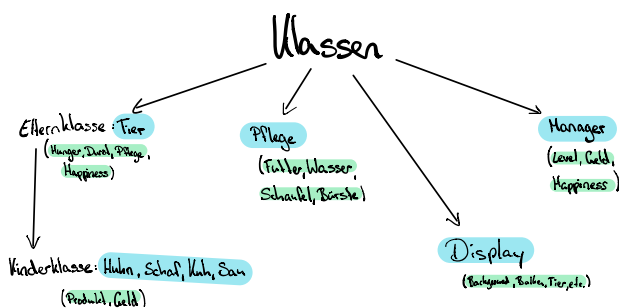 Klassen
Elternklasse: Tier
(Hunger, Durst, Pflege,
Happiness)
Pflege
(Futter, Wasser,
Schaufel, Bürste)
Manager
(Level, Geld,
Happiness)
Kinderklasse: Huhn, Schaf, Kuh, Sau
(Produkt, Geld)
Display
(Background, Balken, Tier, etc.)